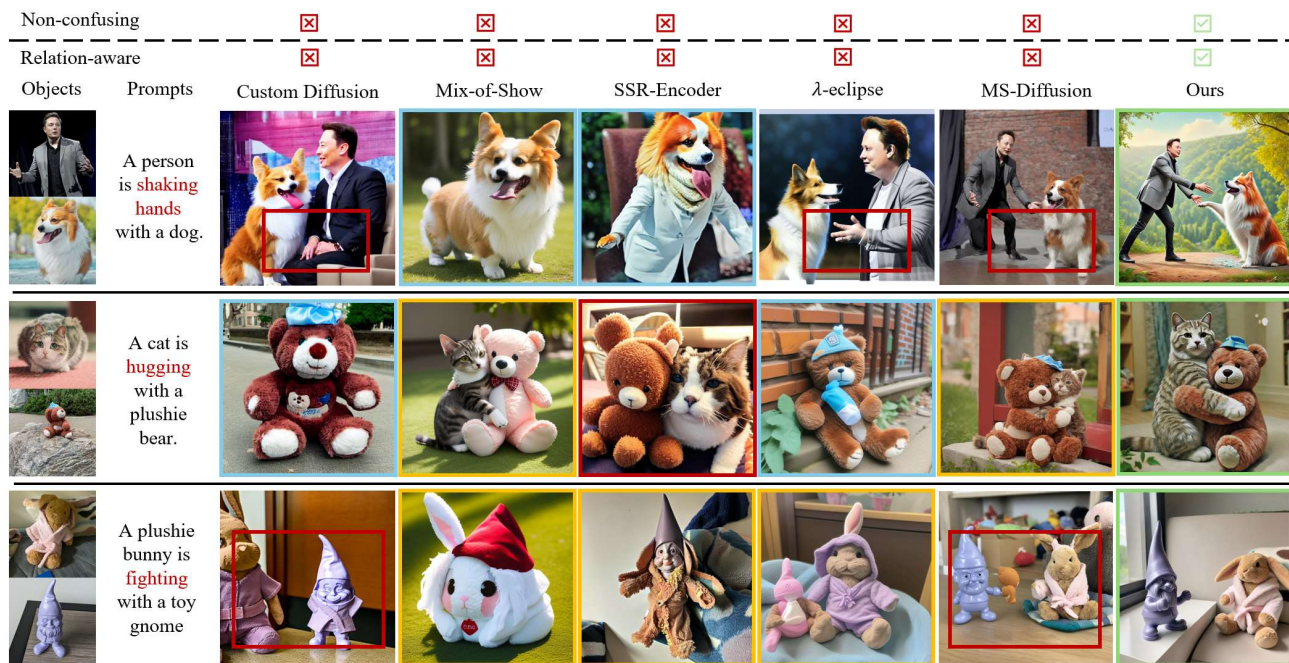 Non-confusing
Relation-aware
Objects Prompts Custom Diffusion Mix-of-Show SSR-Encoder λ-eclipse MS-Diffusion Ours
A person
is shaking
hands
with a dog.
A cat is
hugging
with a
plushie
bear.
A plushie
bunny is
fighting
with a toy
gnome